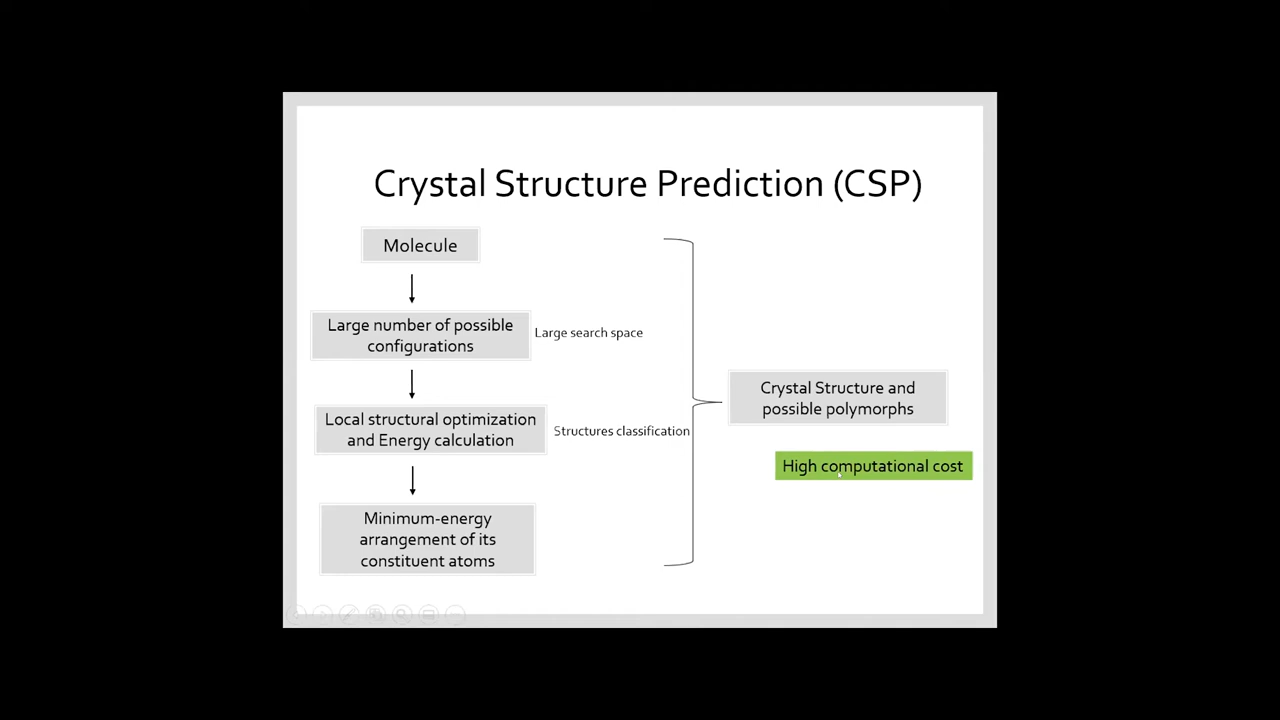 Crystal Structure Prediction (CSP)
Molecule
Large number of possible
configurations
Large search space
Local structural optimization
and Energy calculation
Structures classification
Minimum-energy
arrangement of its
constituent atoms
Crystal Structure and
possible polymorphs
High computational cost